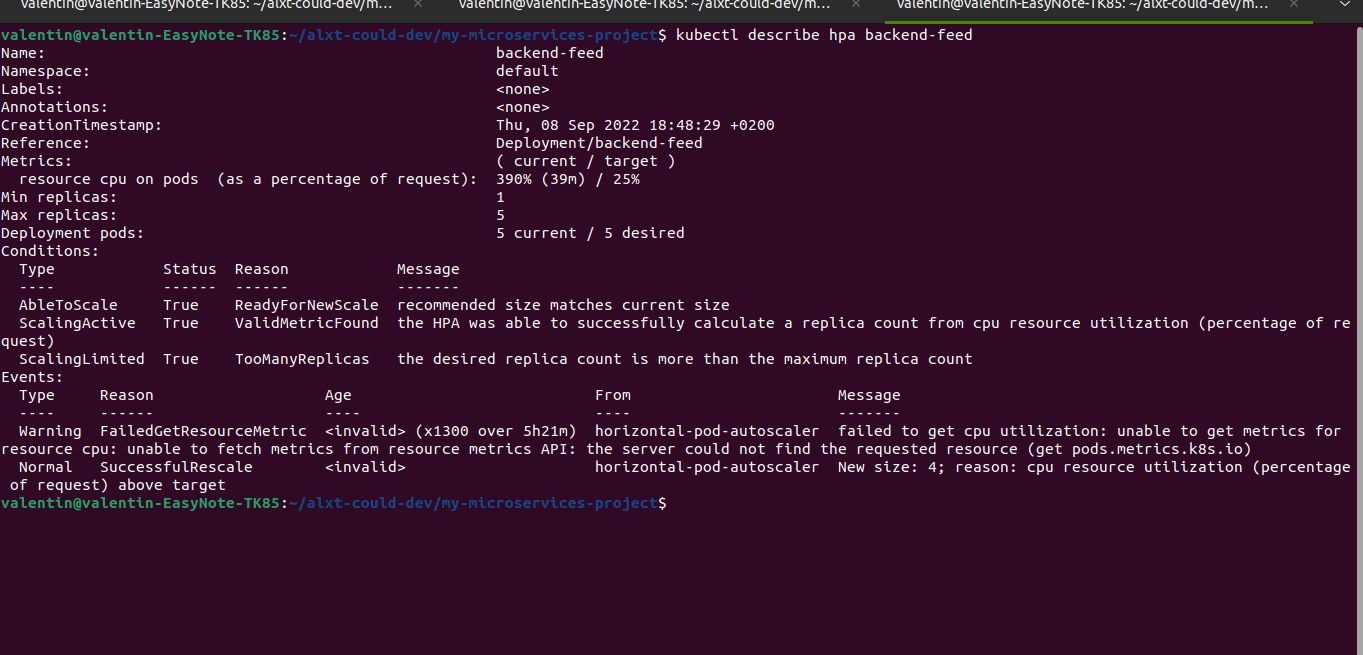 valentin@valentin-EasyNote-TK85: ~/alxt-could-dev/m... × valentin@valentin-EasyNote-TK85: ~/alxt-could-dev/m... × valentin@valentin-EasyNote-TK85: ~/alxt-could-dev/m... ×
valentin@valentin-EasyNote-TK85:~/alxt-could-dev/my-microservices-project$ kubectl describe hpa backend-feed
Name: backend-feed
Namespace: default
Labels: <none>
Annotations: <none>
CreationTimestamp: Thu, 08 Sep 2022 18:48:29 +0200
Reference: Deployment/backend-feed
Metrics: ( current / target )
resource cpu on pods (as a percentage of request): 390% (39m) / 25%
Min replicas: 1
Max replicas: 5
Deployment pods: 5 current / 5 desired
Conditions:
Type Status Reason Message
---- ------ ------ -------
AbleToScale True ReadyForNewScale recommended size matches current size
ScalingActive True ValidMetricFound the HPA was able to successfully calculate a replica count from cpu resource utilization (percentage of re
quest)
ScalingLimited True TooManyReplicas the desired replica count is more than the maximum replica count
Events:
Type Reason Age From Message
---- ------ ---- ---- -------
Warning FailedGetResourceMetric <invalid> (x1300 over 5h21m) horizontal-pod-autoscaler failed to get cpu utilization: unable to get metrics for
resource cpu: unable to fetch metrics from resource metrics API: the server could not find the requested resource (get pods.metrics.k8s.io)
Normal SuccessfulRescale <invalid> horizontal-pod-autoscaler New size: 4; reason: cpu resource utilization (percentage
of request) above target
valentin@valentin-EasyNote-TK85:~/alxt-could-dev/my-microservices-project$